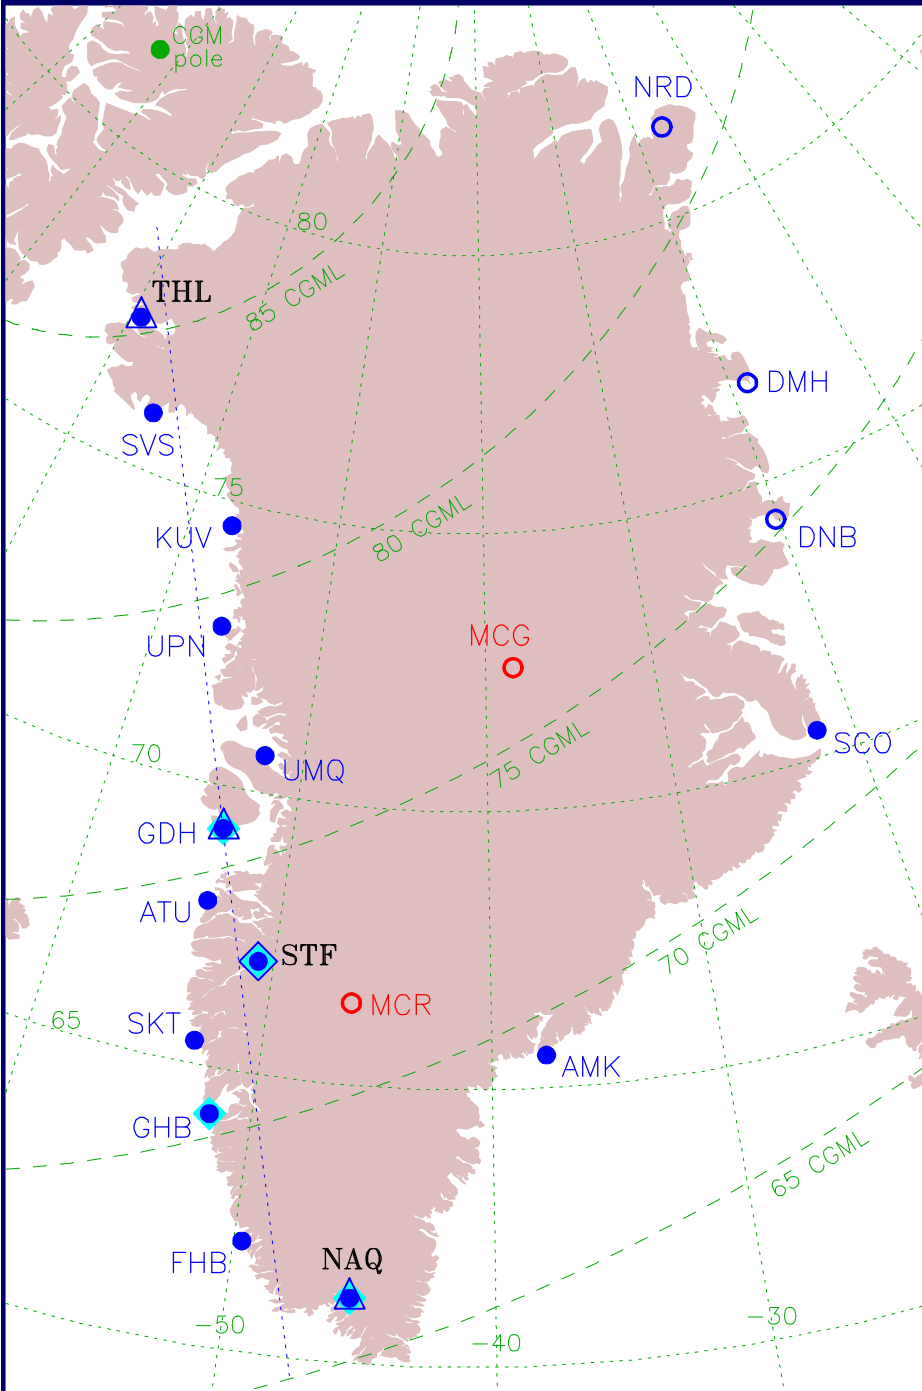 CGM
pole
NRD
80
85 CGML
THL
DMH
SVS
75
80 CGML
KUV
DNB
MCG
UPN
70
75 CGML
SCO
UMQ
GDH
ATU
70 CGML
STF
MCR
65
SKT
AMK
GHB
65 CGML
FHB
NAQ
-50
-40
-30